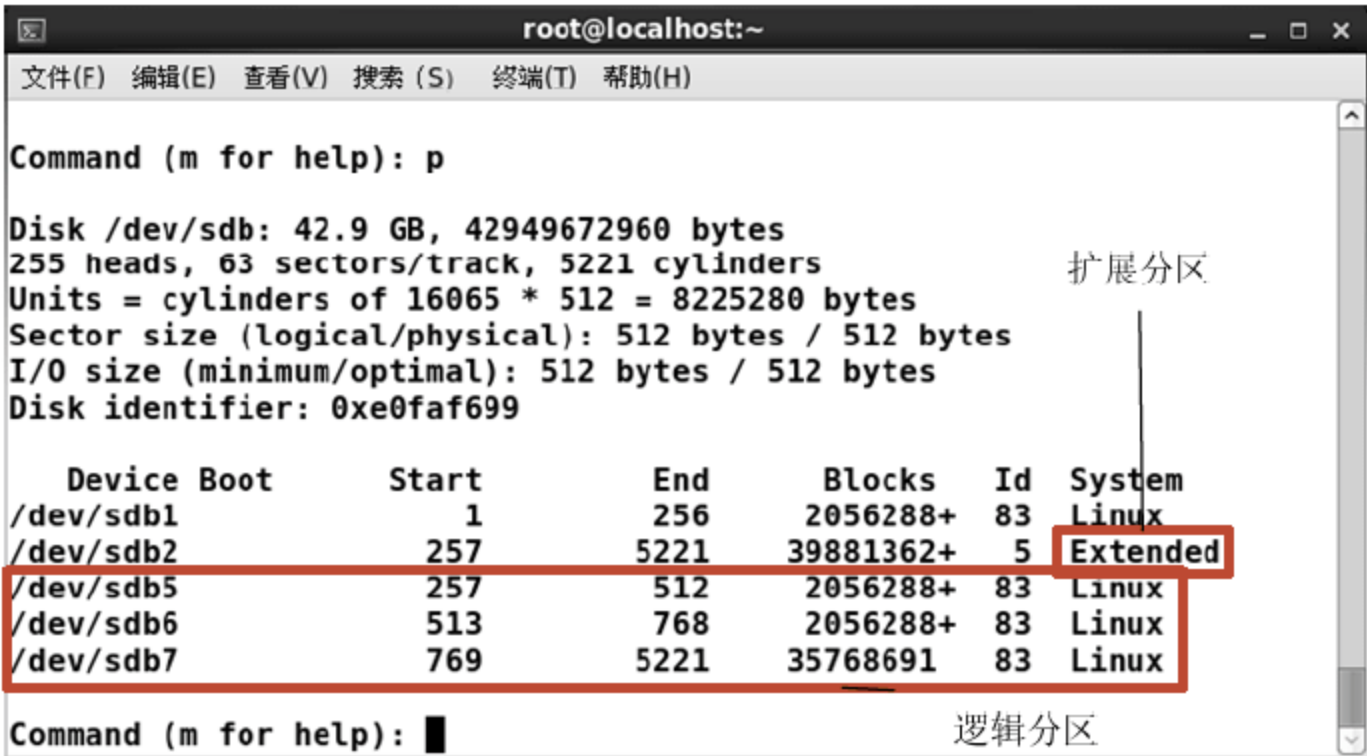 root@localhost:~
文件(F) 编辑(E) 查看(V) 搜索 (S) 终端(T) 帮助(H)
Command (m for help): p
Disk /dev/sdb: 42.9 GB, 42949672960 bytes
255 heads, 63 sectors/track, 5221 cylinders
扩展分区
Units = cylinders of 16065 * 512 = 8225280 bytes
Sector size (logical/physical): 512 bytes / 512 bytes
I/O size (minimum/optimal): 512 bytes / 512 bytes
Disk identifier: 0xe0faf699
Device Boot Start End Blocks Id System
/dev/sdb1 1 256 2056288+ 83 Linux
/dev/sdb2 257 5221 39881362+ 5 Extended
/dev/sdb5 257 512 2056288+ 83 Linux
/dev/sdb6 513 768 2056288+ 83 Linux
/dev/sdb7 769 5221 35768691 83 Linux
Command (m for help):
逻辑分区